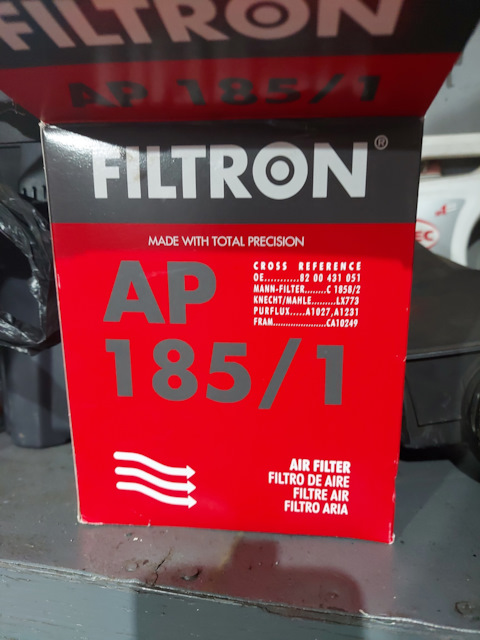 FILTRON
AP 185/1
FILTRON®
MADE WITH TOTAL PRECISION
AP
185/1
CROSS REFERENCE
OE..........82 00 431 051
MANN-FILTER.......C 1858/2
KNECHT/MAHLE........LX773
PURFLUX.....A1027,A1231
FRAM.....................CA10249
AIR FILTER
FILTRO DE AIRE
FILTRE AIR
FILTRO ARIA